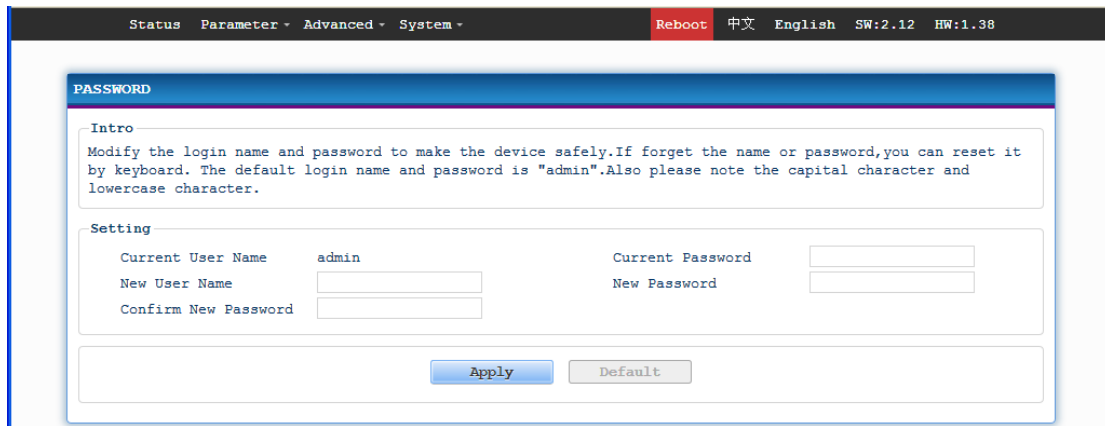 Status Parameter Advanced System Reboot 中文 English SW:2.12 HW:1.38
PASSWORD
Intro
Modify the login name and password to make the device safely.If forget the name or password,you can reset it
by keyboard. The default login name and password is "admin".Also please note the capital character and
lowercase character.
Setting
Current User Name admin Current Password
New User Name New Password
Confirm New Password
Apply Default